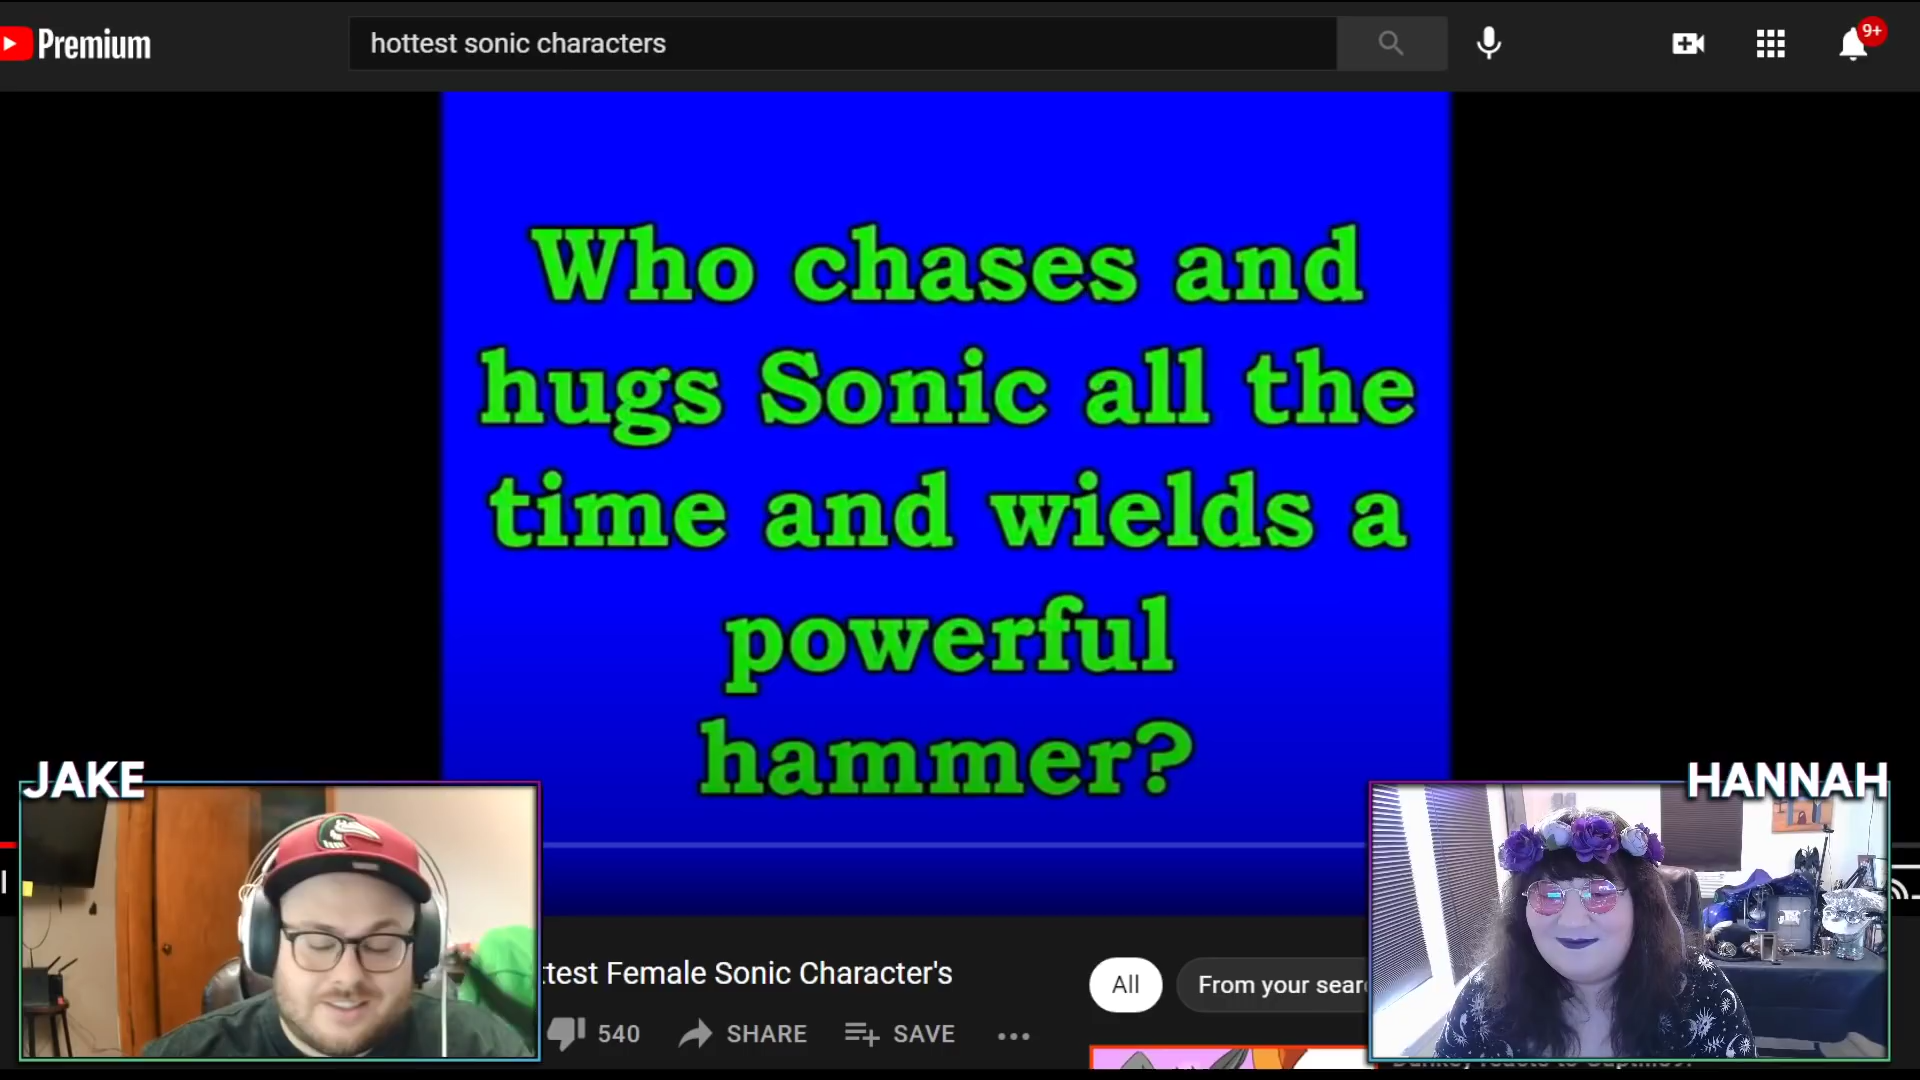 Premium
hottest sonic characters
9+
Who chases and
hugs Sonic all the
time and wields a
powerful
hammer?
JAKE
HANNAH
ttest Female Sonic Character's
All
From your sear
540
SHARE
SAVE